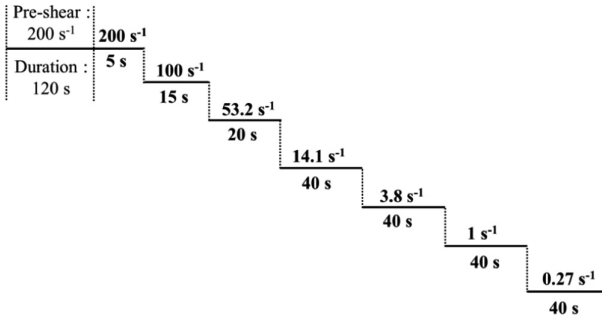 Pre-shear :
200 s⁻¹
Duration :
120 s
200 s⁻¹
5 s
100 s⁻¹
15 s
53.2 s⁻¹
20 s
14.1 s⁻¹
40 s
3.8 s⁻¹
40 s
1 s⁻¹
40 s
0.27 s⁻¹
40 s